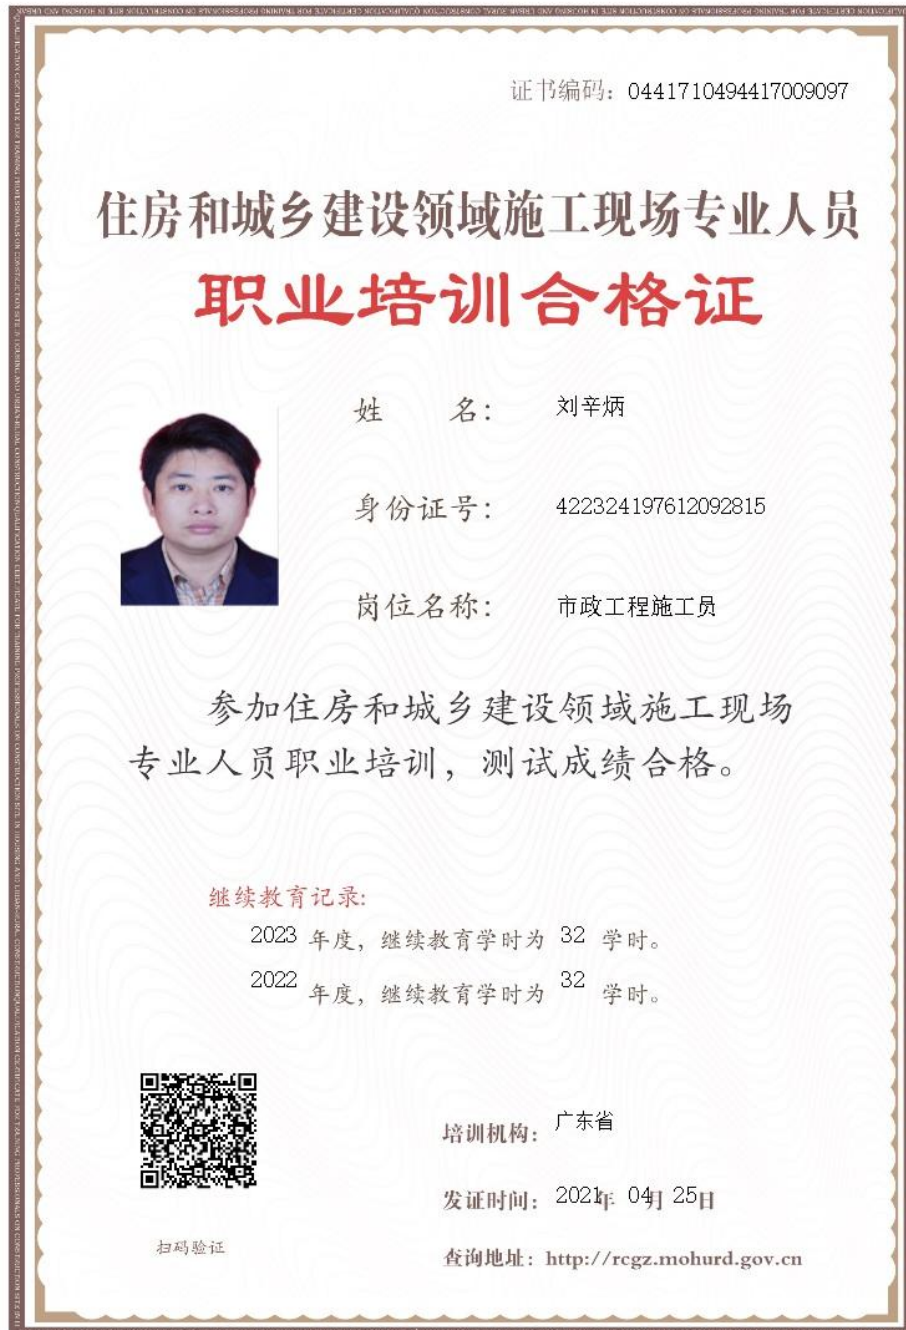 证书编码：0441710494417009097
住房和城乡建设领域施工现场专业人员
职业培训合格证
姓 名： 刘辛炳
身份证号： 422324197612092815
岗位名称： 市政工程施工员
参加住房和城乡建设领域施工现场
专业人员职业培训，测试成绩合格。
继续教育记录:
2023 年度，继续教育学时为 32 学时。
2022 年度，继续教育学时为 32 学时。
培训机构： 广东省
发证时间： 2021年 04月 25日
扫码验证
查询地址：http://rcgz.mohurd.gov.cn